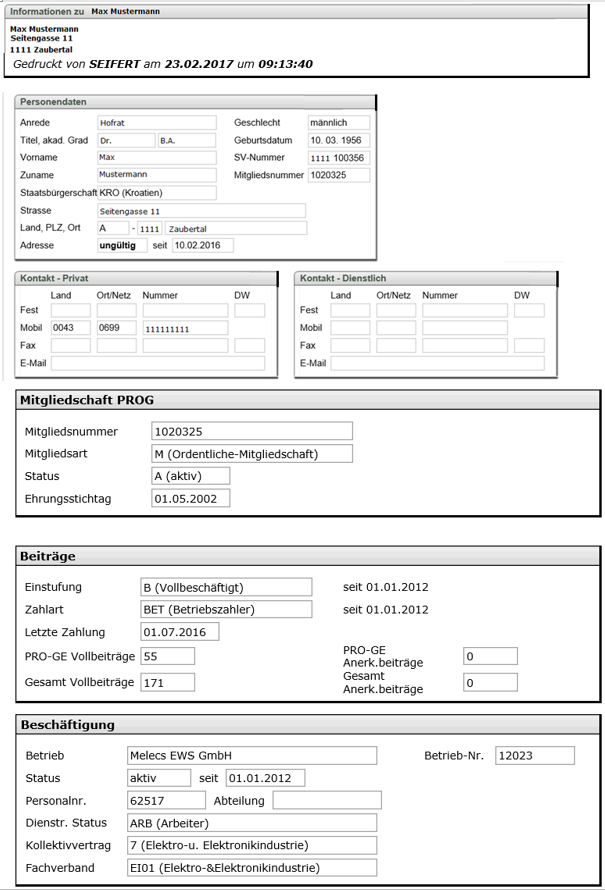 Informationen zu Max Mustermann
Max Mustermann
Seitengasse 11
1111 Zaubertal
Gedruckt von SEIFERT am 23.02.2017 um 09:13:40
Personendaten
Anrede Hofrat Geschlecht männlich
Titel, akad. Grad Dr. B.A. Geburtsdatum 10. 03. 1956
Vorname Max SV-Nummer 1111 100356
Zuname Mustermann Mitgliedsnummer 1020325
Staatsbürgerschaft KRO (Kroatien)
Strasse Seitengasse 11
Land, PLZ, Ort A - 1111 Zaubertal
Adresse ungültig seit 10.02.2016
Kontakt - Privat
Land Ort/Netz Nummer DW
Fest
Mobil 0043 0699 111111111
Fax
E-Mail
Kontakt - Dienstlich
Land Ort/Netz Nummer DW
Fest
Mobil
Fax
E-Mail
Mitgliedschaft PROG
Mitgliedsnummer 1020325
Mitgliedsart M (Ordentliche-Mitgliedschaft)
Status A (aktiv)
Ehrungsstichtag 01.05.2002
Beiträge
Einstufung B (Vollbeschäftigt) seit 01.01.2012
Zahlart BET (Betriebszahler) seit 01.01.2012
Letzte Zahlung 01.07.2016
PRO-GE Vollbeiträge 55 PRO-GE Anerk.beiträge 0
Gesamt Vollbeiträge 171 Gesamt Anerk.beiträge 0
Beschäftigung
Betrieb Melecs EWS GmbH Betrieb-Nr. 12023
Status aktiv seit 01.01.2012
Personalnr. 62517 Abteilung
Dienstr. Status ARB (Arbeiter)
Kollektivvertrag 7 (Elektro-u. Elektronikindustrie)
Fachverband EI01 (Elektro-&Elektronikindustrie)